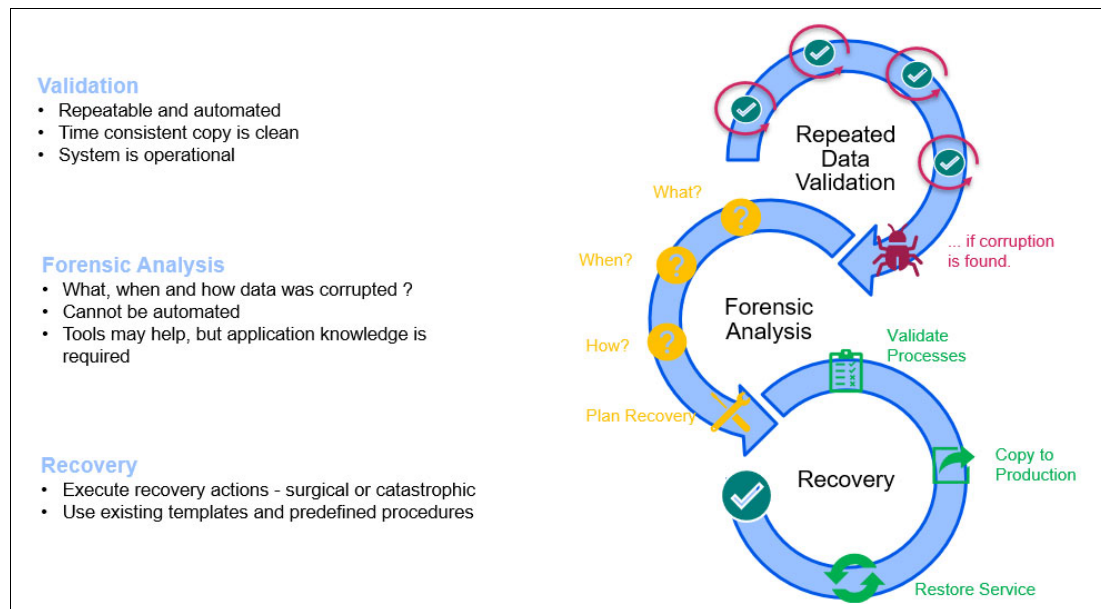 Validation
• Repeatable and automated
• Time consistent copy is clean
• System is operational
Forensic Analysis
• What, when and how data was corrupted ?
• Cannot be automated
• Tools may help, but application knowledge is
required
Recovery
• Execute recovery actions - surgical or catastrophic
• Use existing templates and predefined procedures
Repeated
Data
Validation
... if corruption
is found.
What?
When?
How?
Plan Recovery
Forensic
Analysis
Validate
Processes
Copy to
Production
Restore Service
Recovery